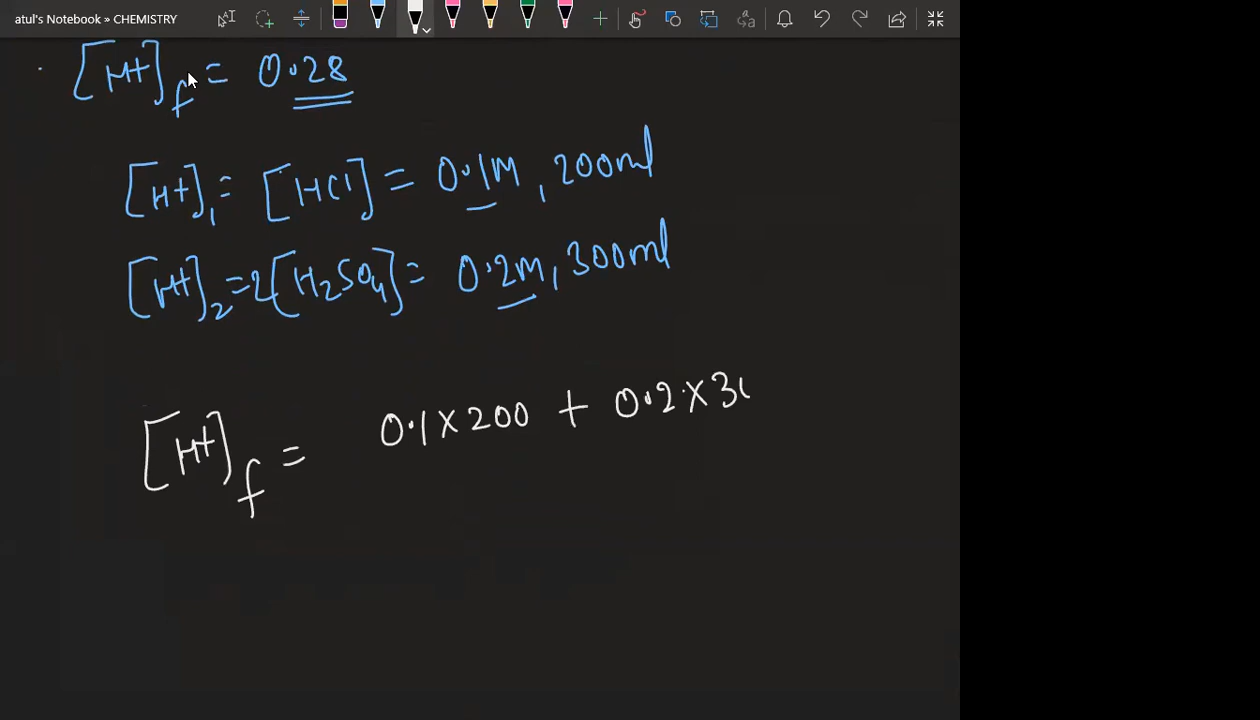 atul's Notebook » CHEMISTRY
[H+]f = 0.28
[H+]1 = [HCl] = 0.1M, 200ml
[H+]2 = 2[H2SO4] = 0.2M, 300ml
[H+]f = 0.1 x 200 + 0.2 x 30